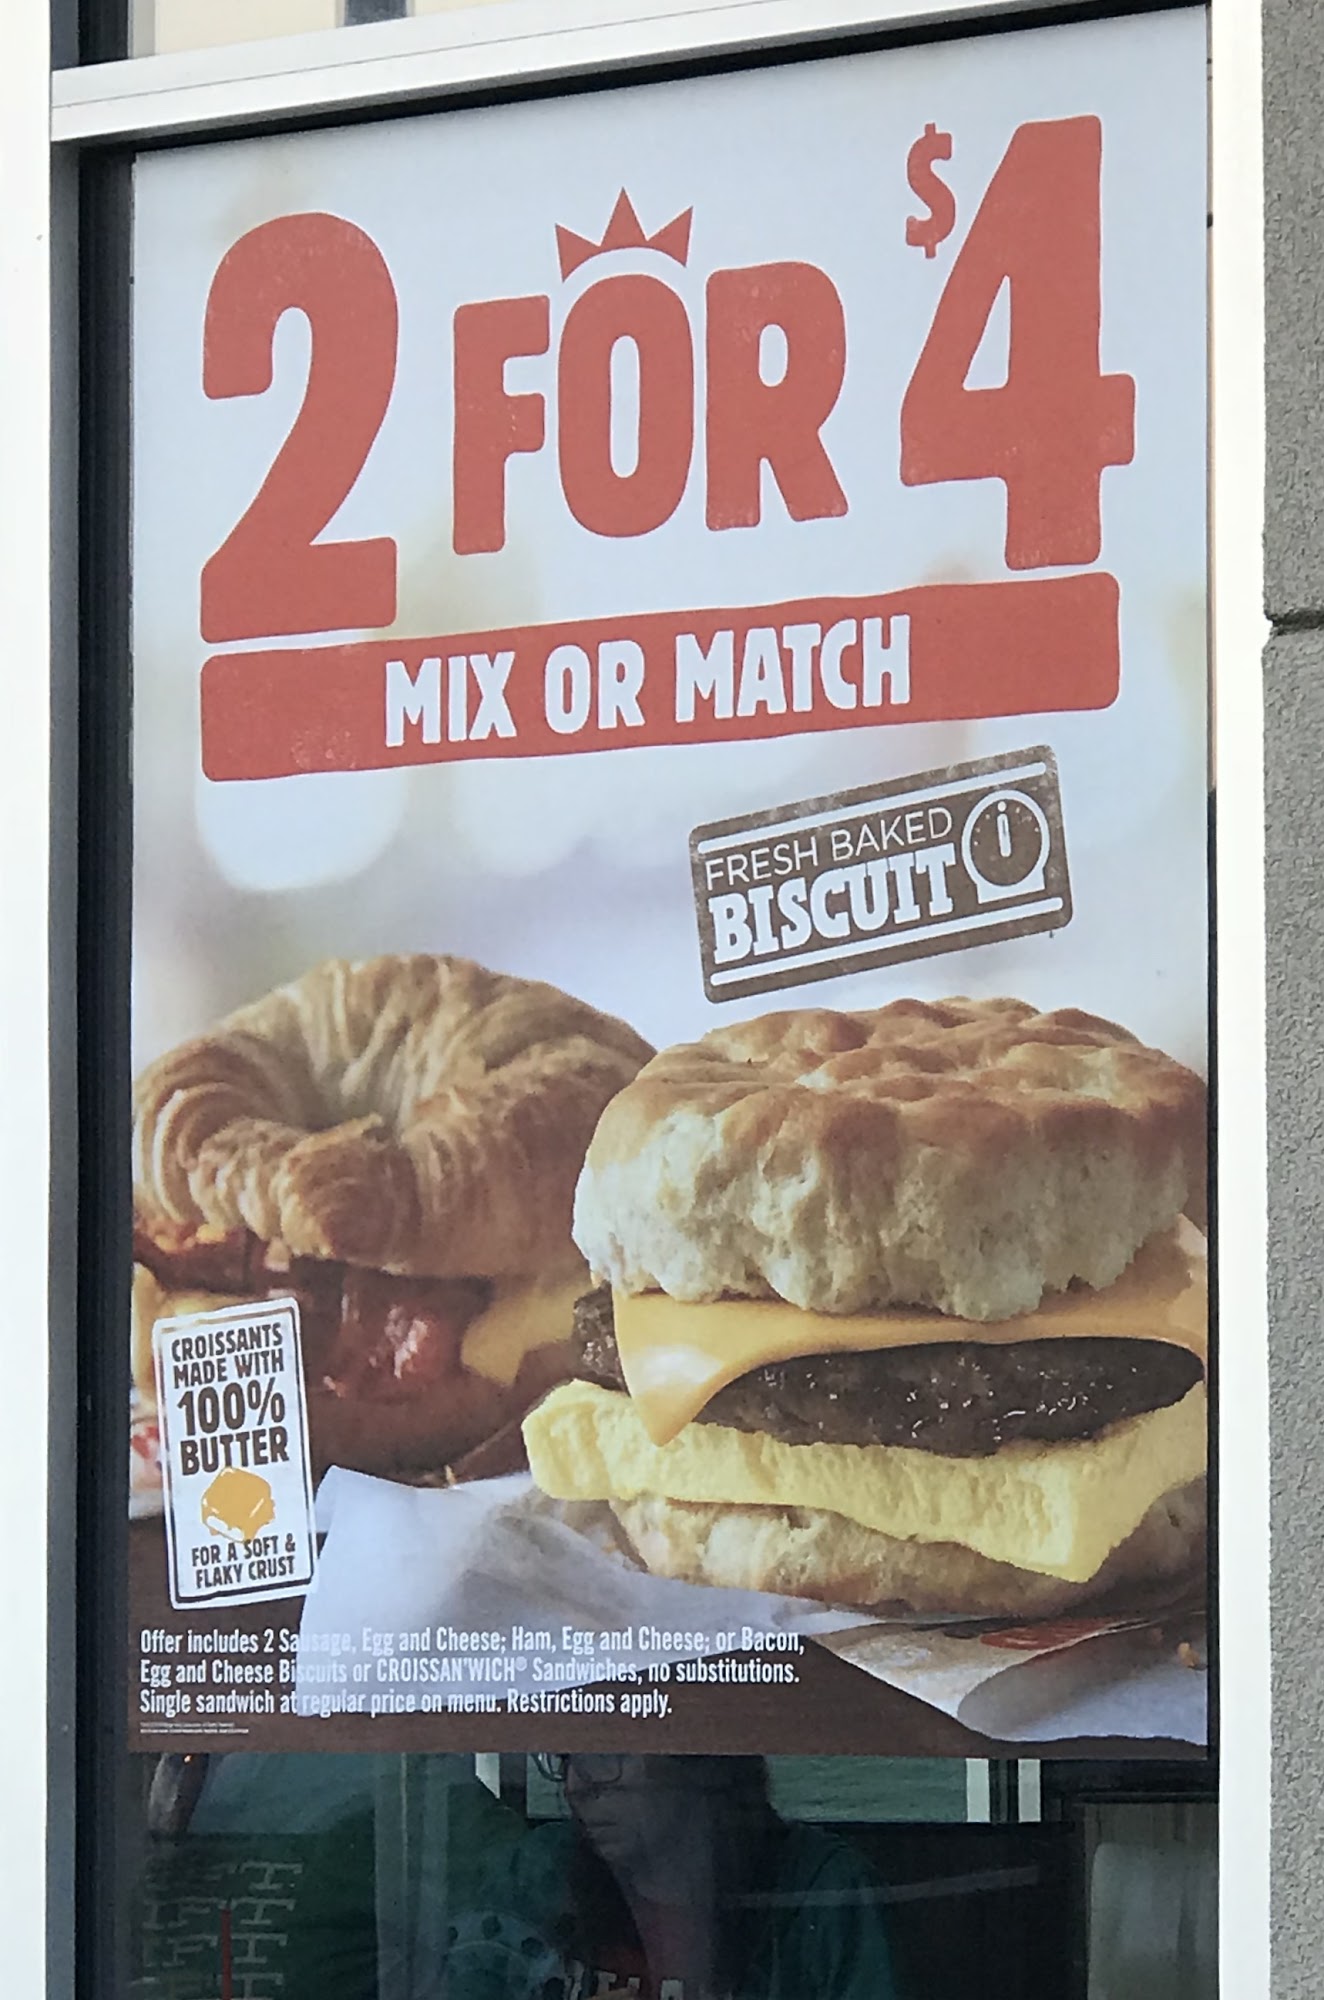 2 FOR $4
MIX OR MATCH
FRESH BAKED
BISCUIT
CROISSANTS
MADE WITH
100%
BUTTER
FOR A SOFT &
FLAKY CRUST
Offer includes 2 Sausage, Egg and Cheese; Ham, Egg and Cheese; or Bacon,
Egg and Cheese Biscuits or CROISSAN'WICH® Sandwiches, no substitutions.
Single sandwich at regular price on menu. Restrictions apply.